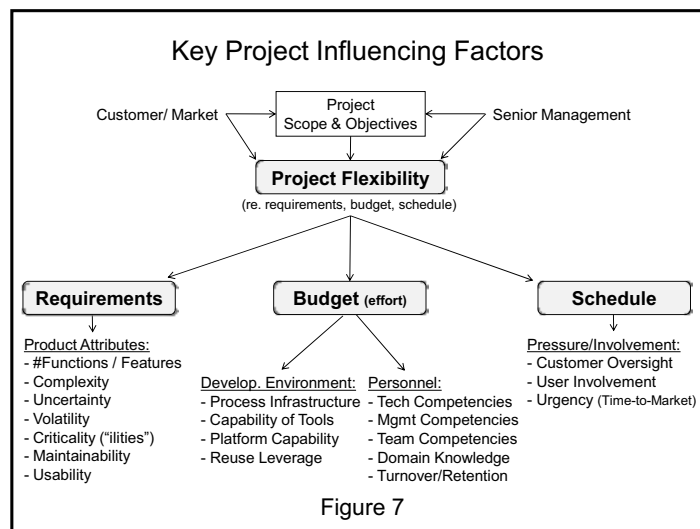 Key Project Influencing Factors
Customer/ Market
Project
Scope & Objectives
Senior Management
Project Flexibility
(re. requirements, budget, schedule)
Requirements
Budget (effort)
Schedule
Product Attributes:
- #Functions / Features
- Complexity
- Uncertainty
- Volatility
- Criticality (“ilities”)
- Maintainability
- Usability
Develop. Environment:
- Process Infrastructure
- Capability of Tools
- Platform Capability
- Reuse Leverage
Personnel:
- Tech Competencies
- Mgmt Competencies
- Team Competencies
- Domain Knowledge
- Turnover/Retention
Pressure/Involvement:
- Customer Oversight
- User Involvement
- Urgency (Time-to-Market)
Figure 7